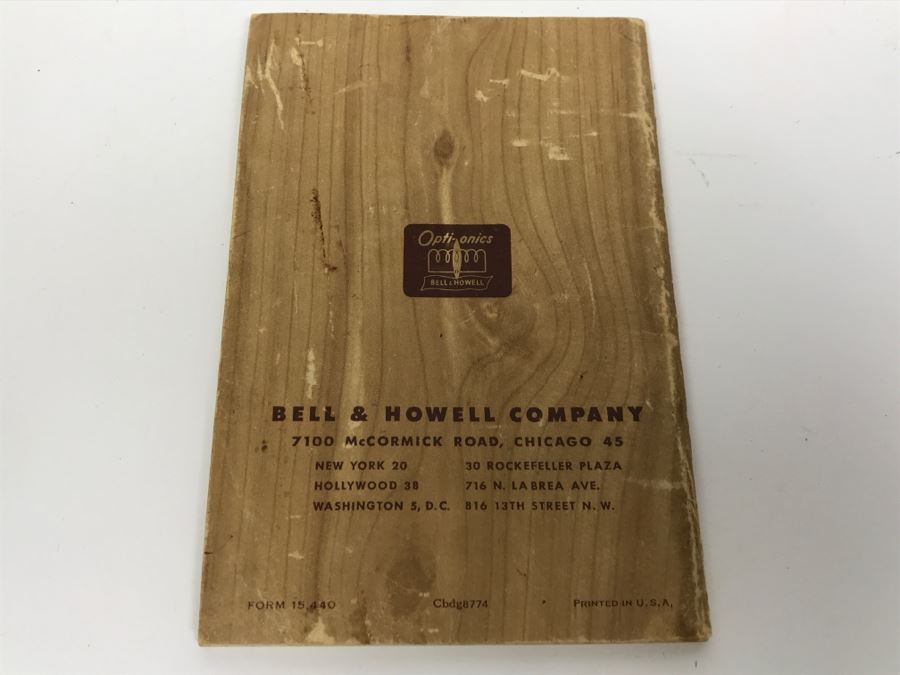 Opti-onics
BELL & HOWELL
BELL & HOWELL COMPANY
7100 McCORMICK ROAD, CHICAGO 45
NEW YORK 20 30 ROCKEFELLER PLAZA
HOLLYWOOD 38 716 N. LA BREA AVE.
WASHINGTON 5, D.C. 816 13TH STREET N. W.
FORM 15,440 Cbdg8774 PRINTED IN U.S.A.